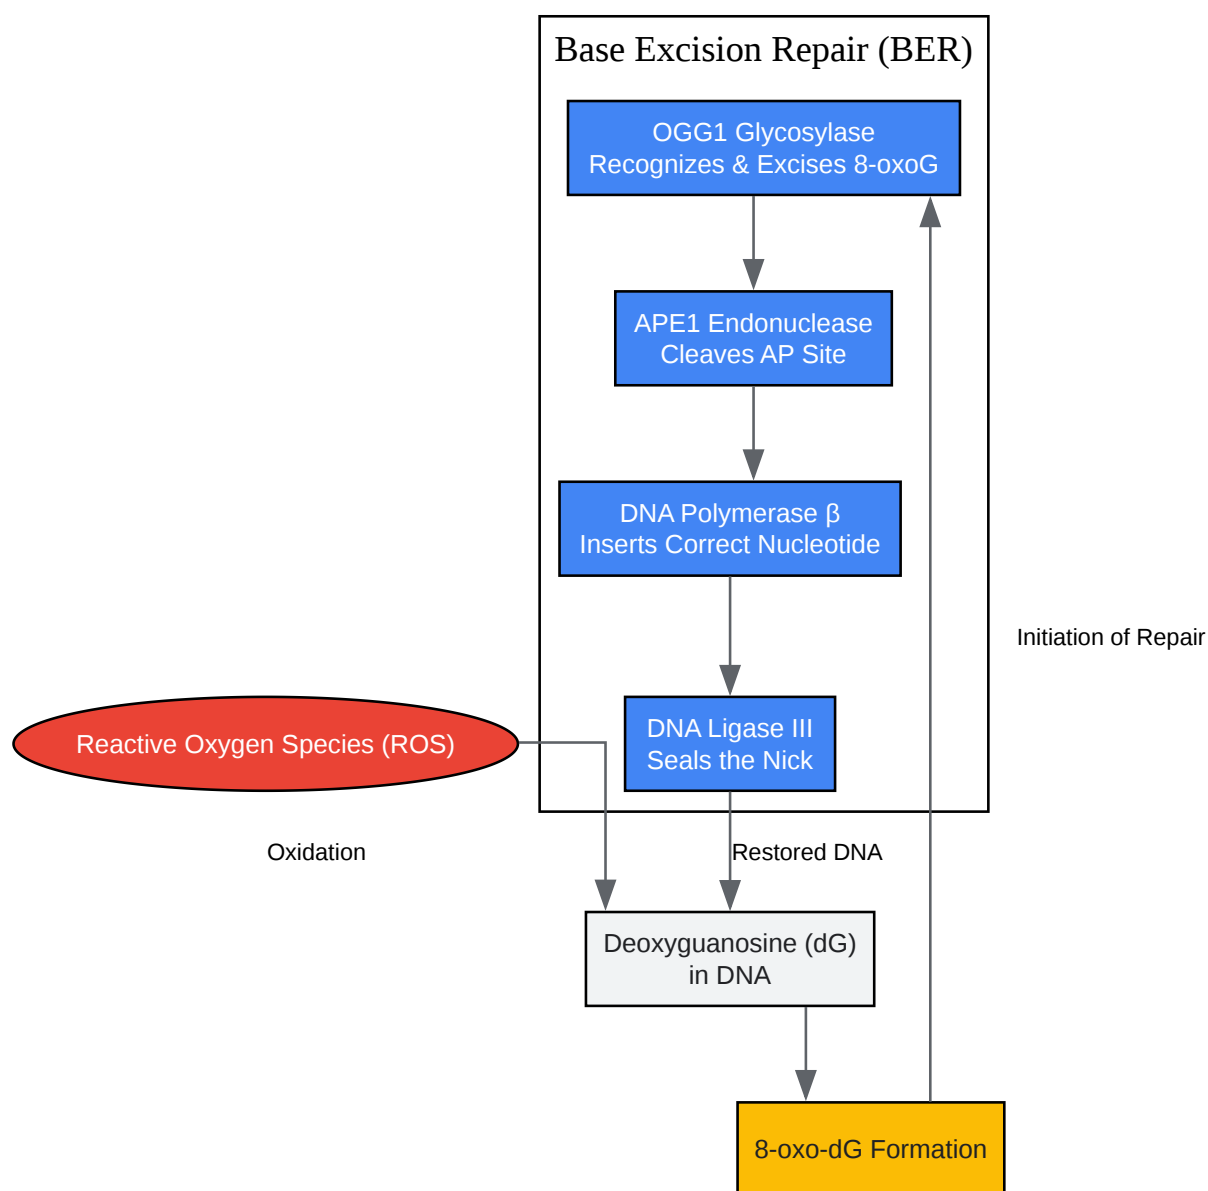 Base Excision Repair (BER)
OGG1 Glycosylase
Recognizes & Excises 8-oxoG
APE1 Endonuclease
Cleaves AP Site
DNA Polymerase β
Inserts Correct Nucleotide
Initiation of Repair
DNA Ligase III
Seals the Nick
Reactive Oxygen Species (ROS)
Oxidation
Restored DNA
Deoxyguanosine (dG)
in DNA
8-oxo-dG Formation